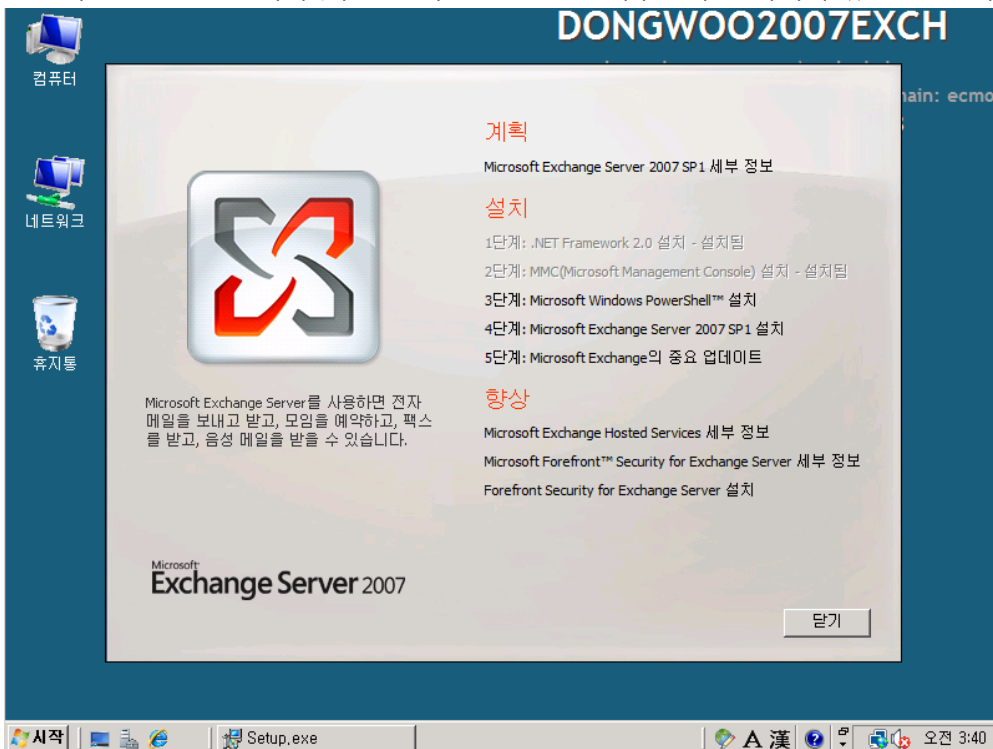 DONGWOO2007EXCH
컴퓨터
main: ecmo
네트워크
휴지통
계획
Microsoft Exchange Server 2007 SP1 세부 정보
설치
1단계: .NET Framework 2.0 설치 - 설치됨
2단계: MMC(Microsoft Management Console) 설치 - 설치됨
3단계: Microsoft Windows PowerShell™ 설치
4단계: Microsoft Exchange Server 2007 SP1 설치
5단계: Microsoft Exchange의 중요 업데이트
향상
Microsoft Exchange Hosted Services 세부 정보
Microsoft Forefront™ Security for Exchange Server 세부 정보
Forefront Security for Exchange Server 설치
Microsoft Exchange Server를 사용하면 전자
메일을 보내고 받고, 모임을 예약하고, 팩스
를 받고, 음성 메일을 받을 수 있습니다.
Microsoft
Exchange Server 2007
닫기
시작
Setup.exe
A 漢
오전 3:40